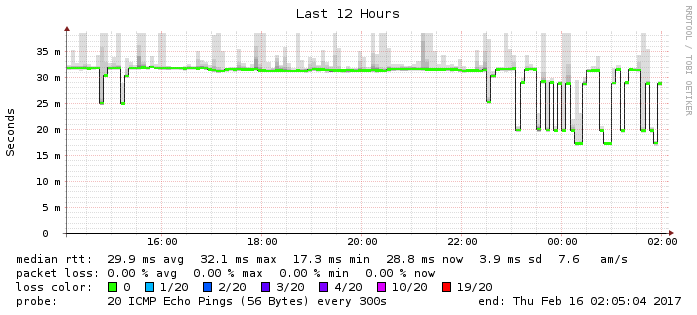 Last 12 Hours
RRDTOOL / TOBI OETIKER
Seconds
35 m
30 m
25 m
20 m
15 m
10 m
5 m
0
16:00 18:00 20:00 22:00 00:00 02:00
median rtt: 29.9 ms avg 32.1 ms max 17.3 ms min 28.8 ms now 3.9 ms sd 7.6 am/s
packet loss: 0.00 % avg 0.00 % max 0.00 % min 0.00 % now
loss color: 0 1/20 2/20 3/20 4/20 10/20 19/20
probe: 20 ICMP Echo Pings (56 Bytes) every 300s end: Thu Feb 16 02:05:04 2017